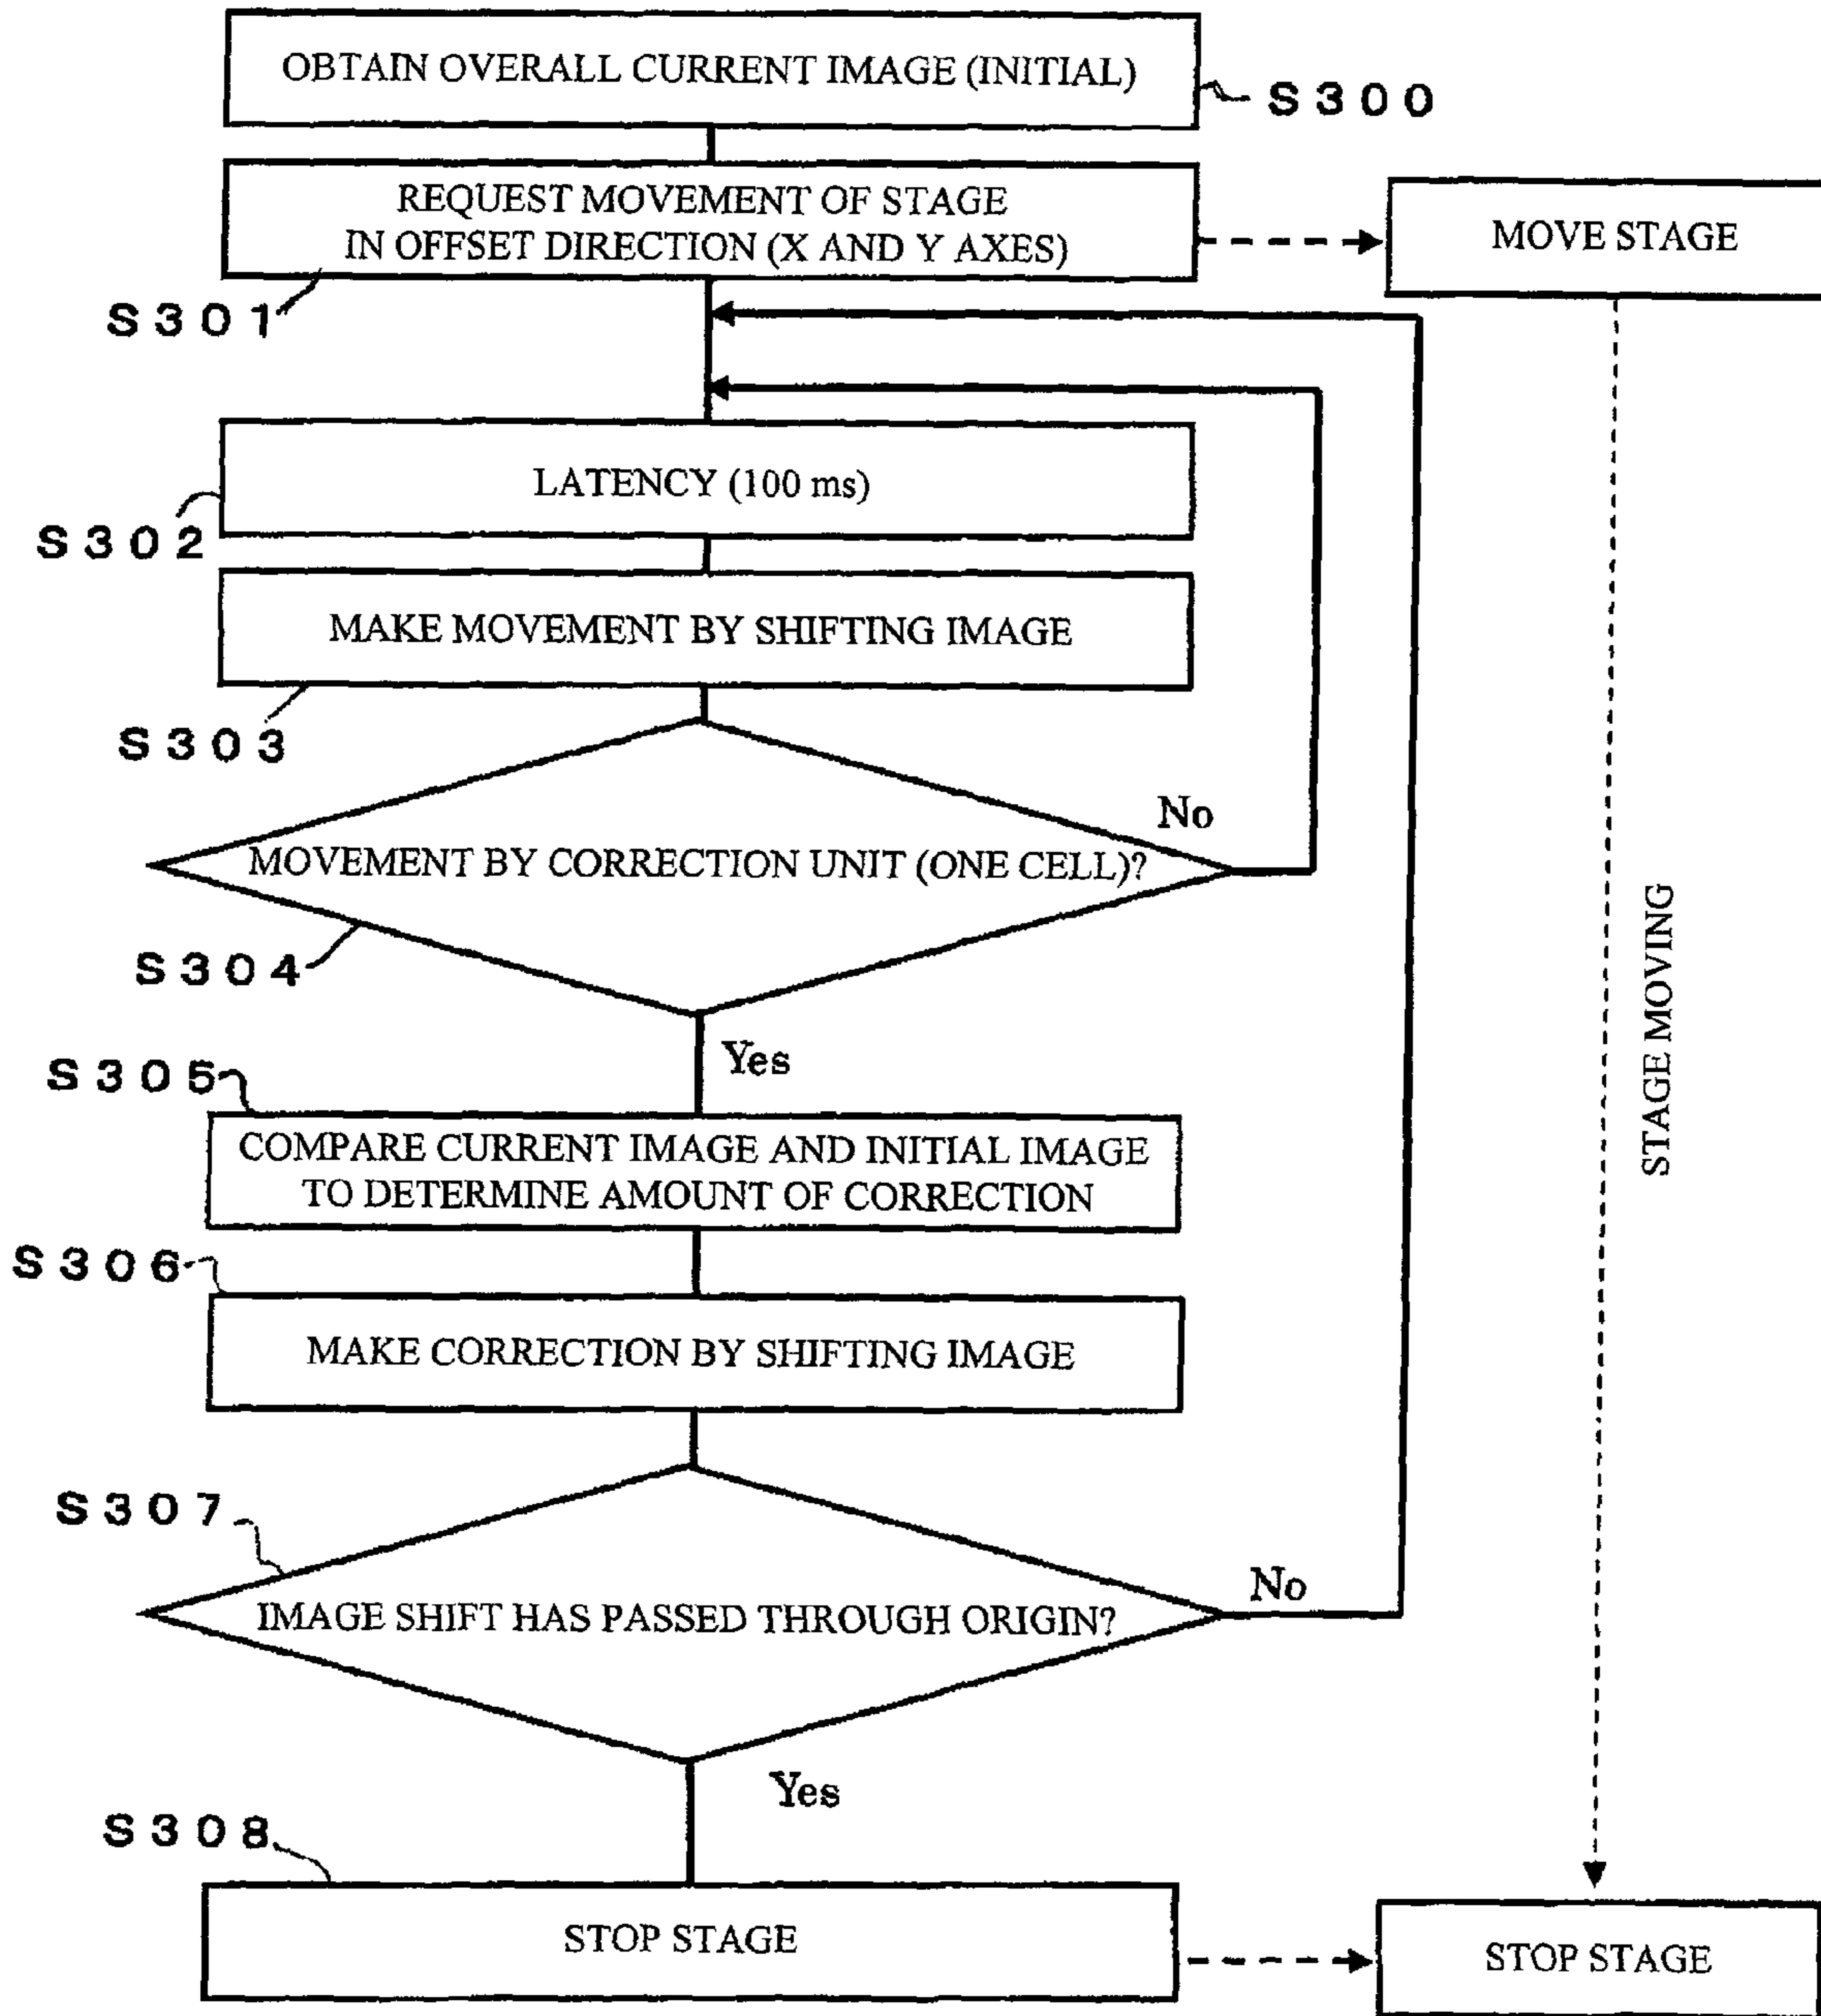 OBTAIN OVERALL CURRENT IMAGE (INITIAL)
S300
REQUEST MOVEMENT OF STAGE
IN OFFSET DIRECTION (X AND Y AXES)
MOVE STAGE
S301
LATENCY (100 ms)
S302
MAKE MOVEMENT BY SHIFTING IMAGE
S303
No
MOVEMENT BY CORRECTION UNIT (ONE CELL)?
S304
STAGE MOVING
Yes
S305
COMPARE CURRENT IMAGE AND INITIAL IMAGE
TO DETERMINE AMOUNT OF CORRECTION
S306
MAKE CORRECTION BY SHIFTING IMAGE
S307
No
IMAGE SHIFT HAS PASSED THROUGH ORIGIN?
Yes
S308
STOP STAGE
STOP STAGE